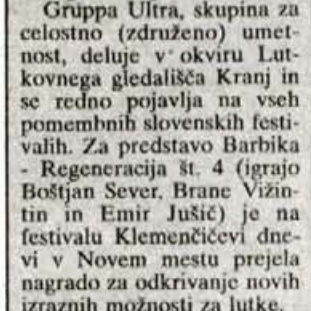 Gruppa Ultra, skupina za
celostno (združeno) umet-
nost, deluje v okviru Lut-
kovnega gledališča Kranj in
se redno pojavlja na vseh
pomembnih slovenskih festi-
valih. Za predstavo Barbika
- Regeneracija št. 4 (igrajo
Boštjan Sever, Brane Vižin-
tin in Emir Jušić) je na
festivalu Klemenčičevi dne-
vi v Novem mestu prejela
nagrado za odkrivanje novih
izraznih možnosti za lutke.